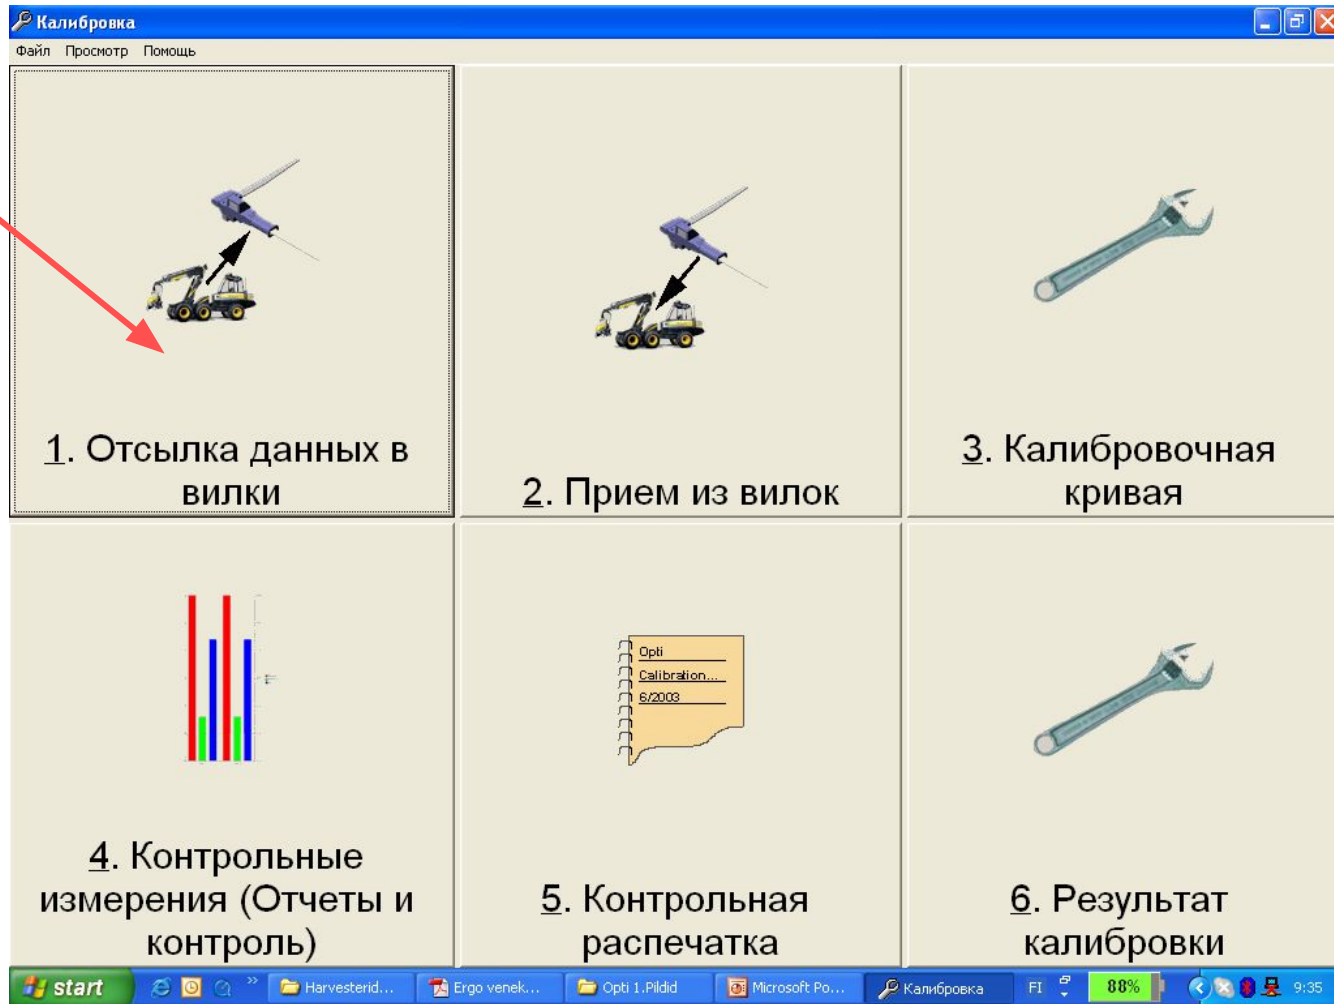 Калибровка
Файл Просмотр Помощь
1. Отсылка данных в
вилки
2. Прием из вилок
3. Калибровочная
кривая
4. Контрольные
измерения (Отчеты и
контроль)
Opti
Calibration...
6/2003
5. Контрольная
распечатка
6. Результат
калибровки
start
Harvesterid...
Ergo venek...
Opti 1.Pildid
Microsoft Po...
Калибровка
FI
88%
9:35